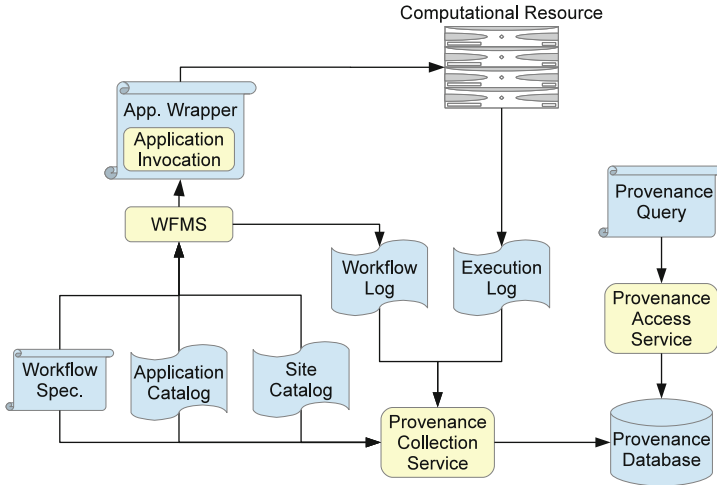 Computational Resource
App. Wrapper
Application
Invocation
WFMS
Provenance
Query
Workflow
Log
Execution
Log
Provenance
Access
Service
Workflow
Spec.
Application
Catalog
Site
Catalog
Provenance
Collection
Service
Provenance
Database